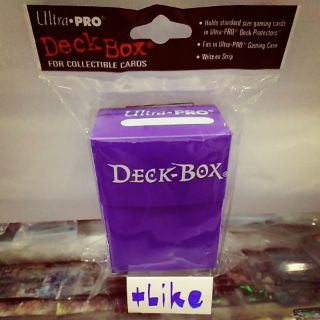 Ultra•PRO
Deck Box®
FOR COLLECTIBLE CARDS
• Holds standard size gaming cards
in Ultra•PRO® Deck Protectors®
• Fits in Ultra•PRO® Gaming Case
• Write on Strip
Ultra•PRO®
DECK-BOX®
+Like